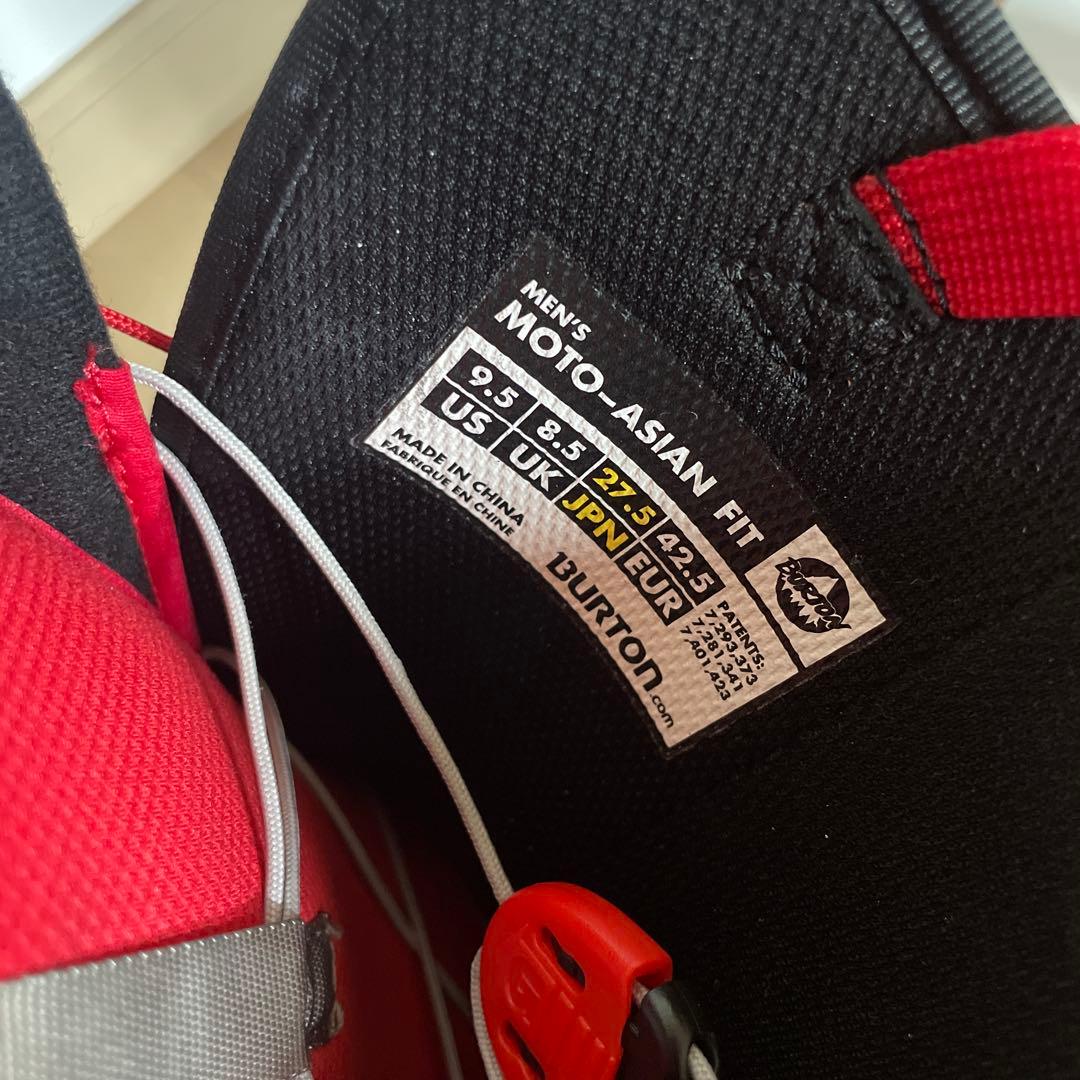 MEN'S
MOTO-ASIAN FIT
9.5 8.5 27.5 42.5
US UK JPN EUR
MADE IN CHINA
FABRIQUE EN CHINE
BURTON.com
PATENTS:
7,293,373
7,281,341
7,401,423
BURTON